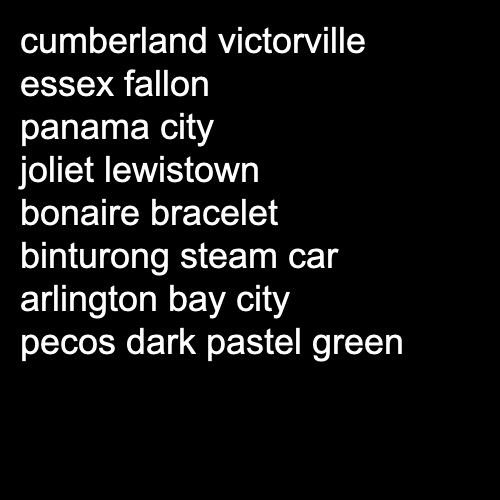 cumberland victorville
essex fallon
panama city
joliet lewistown
bonaire bracelet
binturong steam car
arlington bay city
pecos dark pastel green